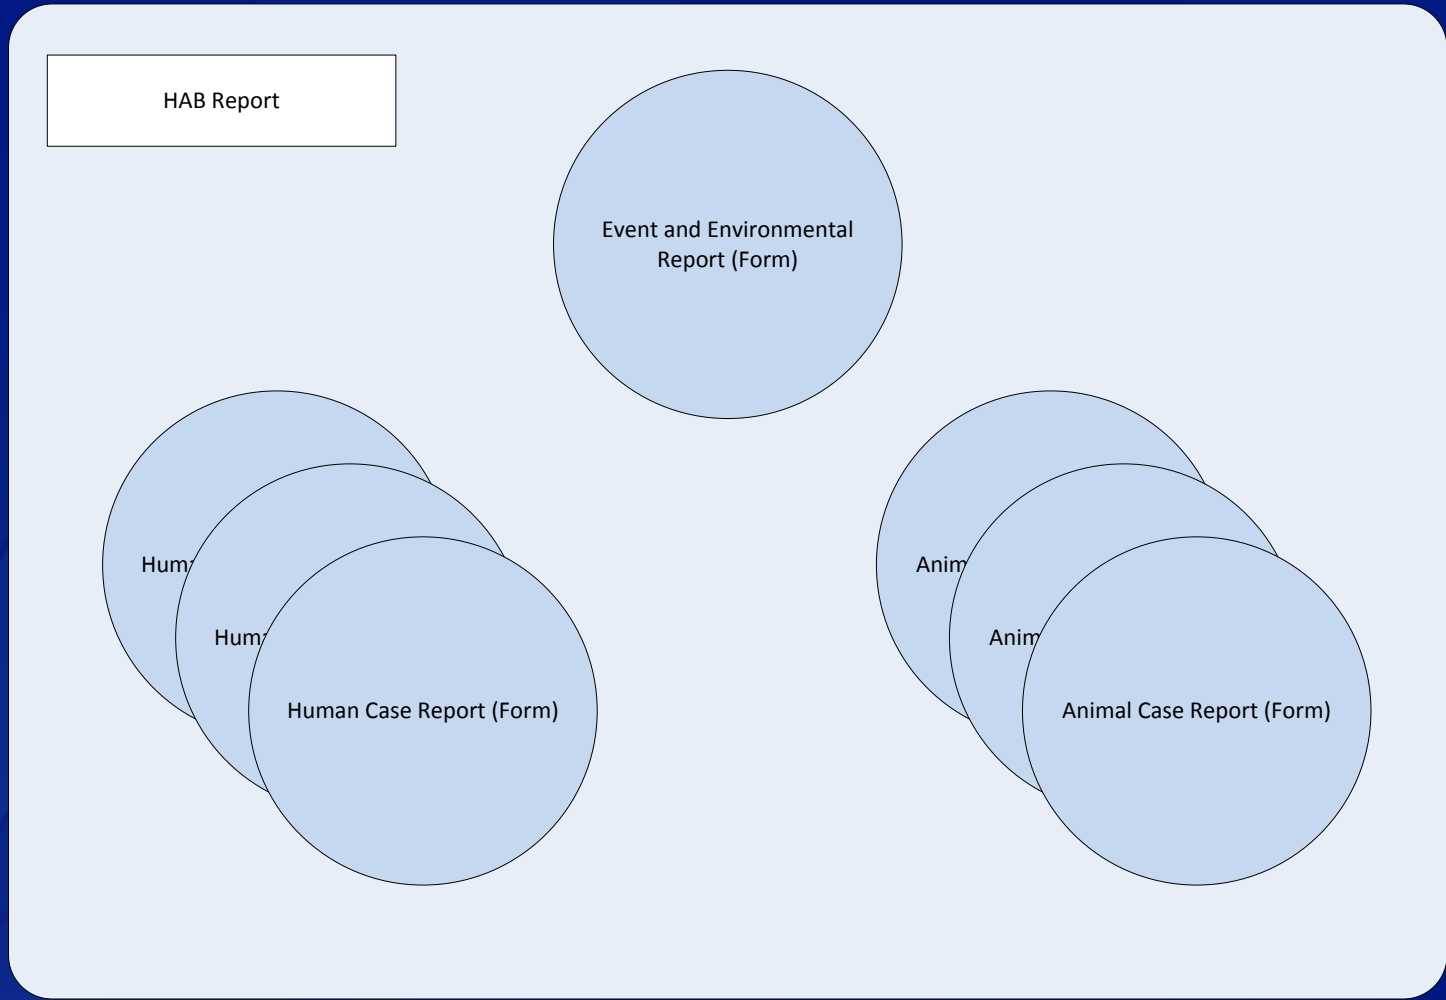 HAB Report
Event and Environmental
Report (Form)
Human Case Report (Form)
Animal Case Report (Form)